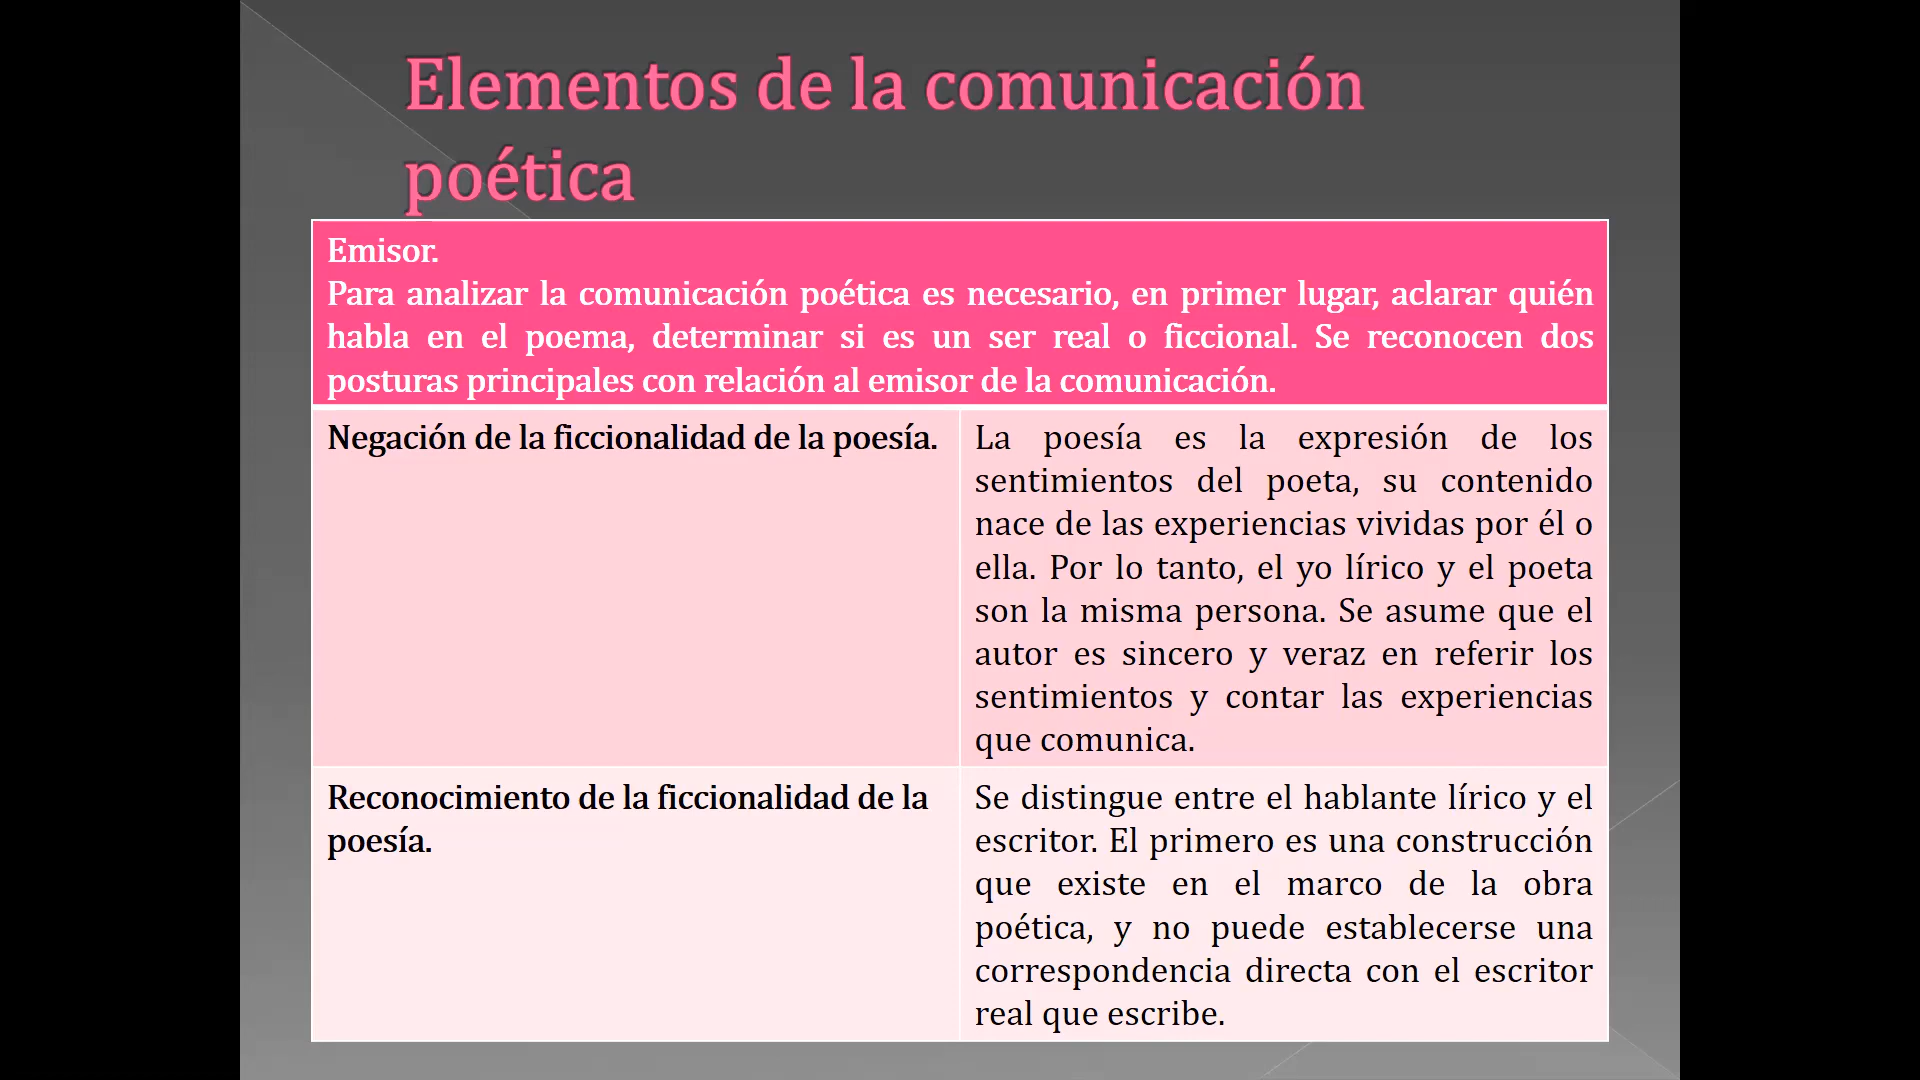 Elementos de la comunicación
poética
Emisor.
Para analizar la comunicación poética es necesario, en primer lugar, aclarar quién
habla en el poema, determinar si es un ser real o ficcional. Se reconocen dos
posturas principales con relación al emisor de la comunicación.
Negación de la ficcionalidad de la poesía.
La poesía es la expresión de los
sentimientos del poeta, su contenido
nace de las experiencias vividas por él o
ella. Por lo tanto, el yo lírico y el poeta
son la misma persona. Se asume que el
autor es sincero y veraz en referir los
sentimientos y contar las experiencias
que comunica.
Reconocimiento de la ficcionalidad de la
poesía.
Se distingue entre el hablante lírico y el
escritor. El primero es una construcción
que existe en el marco de la obra
poética, y no puede establecerse una
correspondencia directa con el escritor
real que escribe.